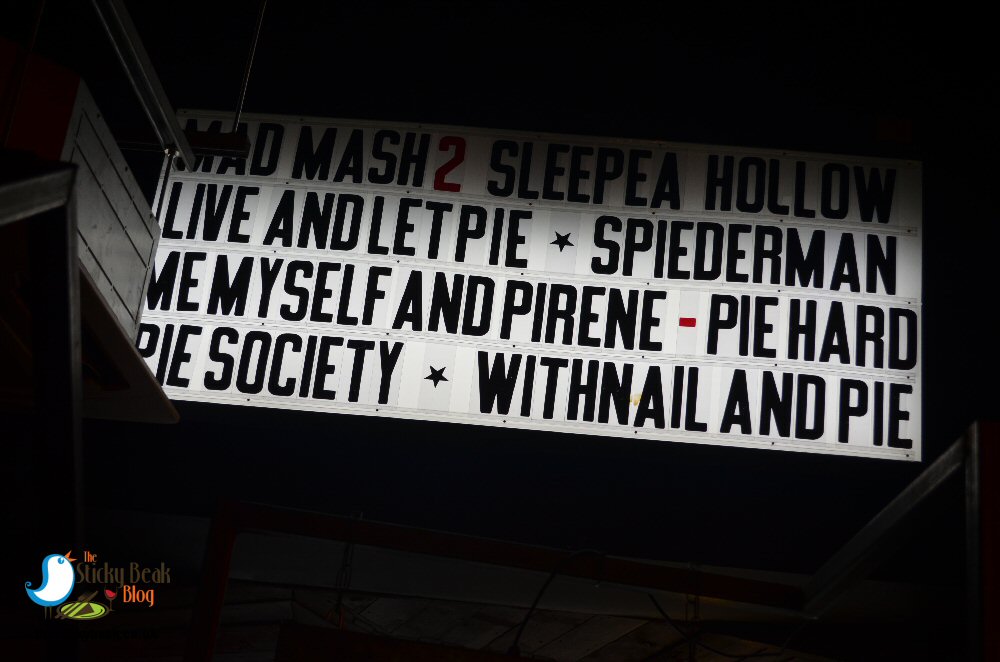 MAD MASH 2 SLEEPEA HOLLOW
LIVE AND LET PIE ★ SPIEDERMAN
ME MYSELF AND PIRENE - PIE HARD
PIE SOCIETY ★ WITHNAIL AND PIE
The
Sticky Beak
Blog